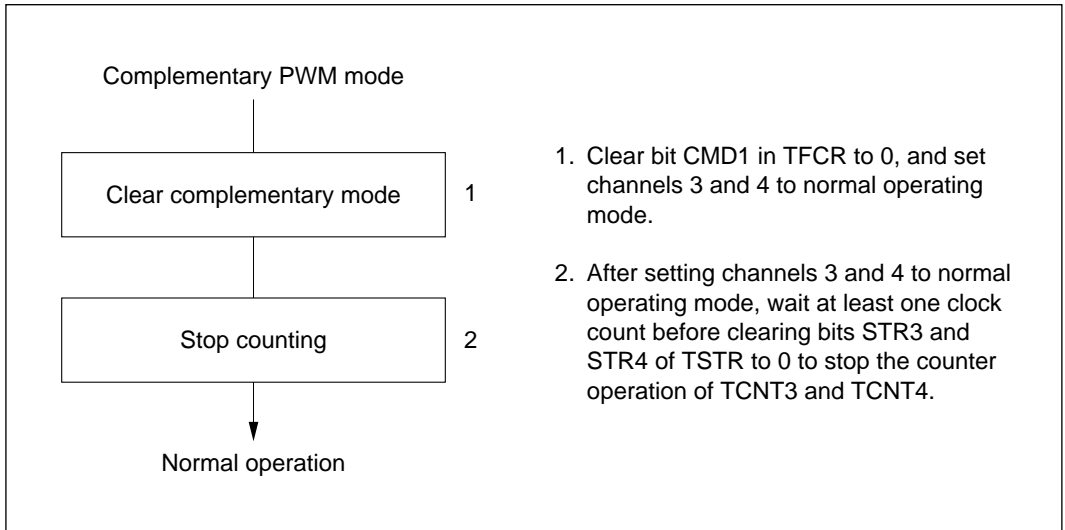 Complementary PWM mode
Clear complementary mode
1
Stop counting
2
Normal operation
1. Clear bit CMD1 in TFCR to 0, and set
channels 3 and 4 to normal operating
mode.
2. After setting channels 3 and 4 to normal
operating mode, wait at least one clock
count before clearing bits STR3 and
STR4 of TSTR to 0 to stop the counter
operation of TCNT3 and TCNT4.